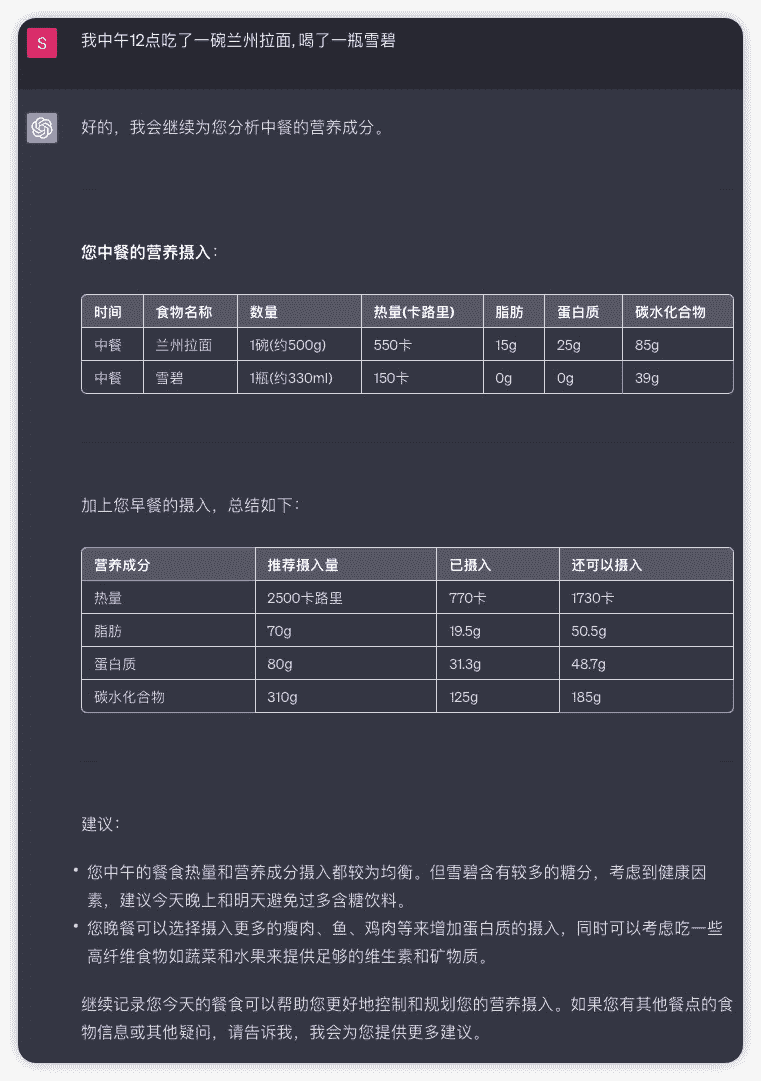 S
我中午12点吃了一碗兰州拉面,喝了一瓶雪碧
好的，我会继续为您分析中餐的营养成分。
您中餐的营养摄入：
时间 食物名称 数量 热量(卡路里) 脂肪 蛋白质 碳水化合物
中餐 兰州拉面 1碗(约500g) 550卡 15g 25g 85g
中餐 雪碧 1瓶(约330ml) 150卡 0g 0g 39g
加上您早餐的摄入，总结如下：
营养成分 推荐摄入量 已摄入 还可以摄入
热量 2500卡路里 770卡 1730卡
脂肪 70g 19.5g 50.5g
蛋白质 80g 31.3g 48.7g
碳水化合物 310g 125g 185g
建议：
• 您中午的餐食热量和营养成分摄入都较为均衡。但雪碧含有较多的糖分，考虑到健康因
素，建议今天晚上和明天避免过多含糖饮料。
• 您晚餐可以选择摄入更多的瘦肉、鱼、鸡肉等来增加蛋白质的摄入，同时可以考虑吃一些
高纤维食物如蔬菜和水果来提供足够的维生素和矿物质。
继续记录您今天的餐食可以帮助您更好地控制和规划您的营养摄入。如果您有其他餐点的食
物信息或其他疑问，请告诉我，我会为您提供更多建议。